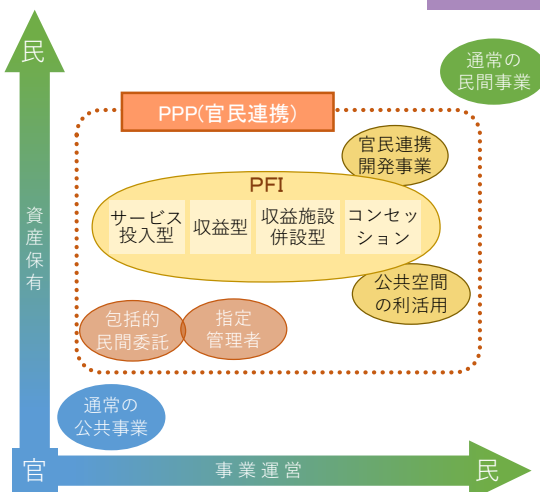 民
通常の
民間事業
PPP(官民連携)
官民連携
開発事業
PFI
サービス
投入型
収益型
収益施設
併設型
コンセッ
ション
資産保有
公共空間
の利活用
包括的
民間委託
指定
管理者
通常の
公共事業
官
事業運営
民